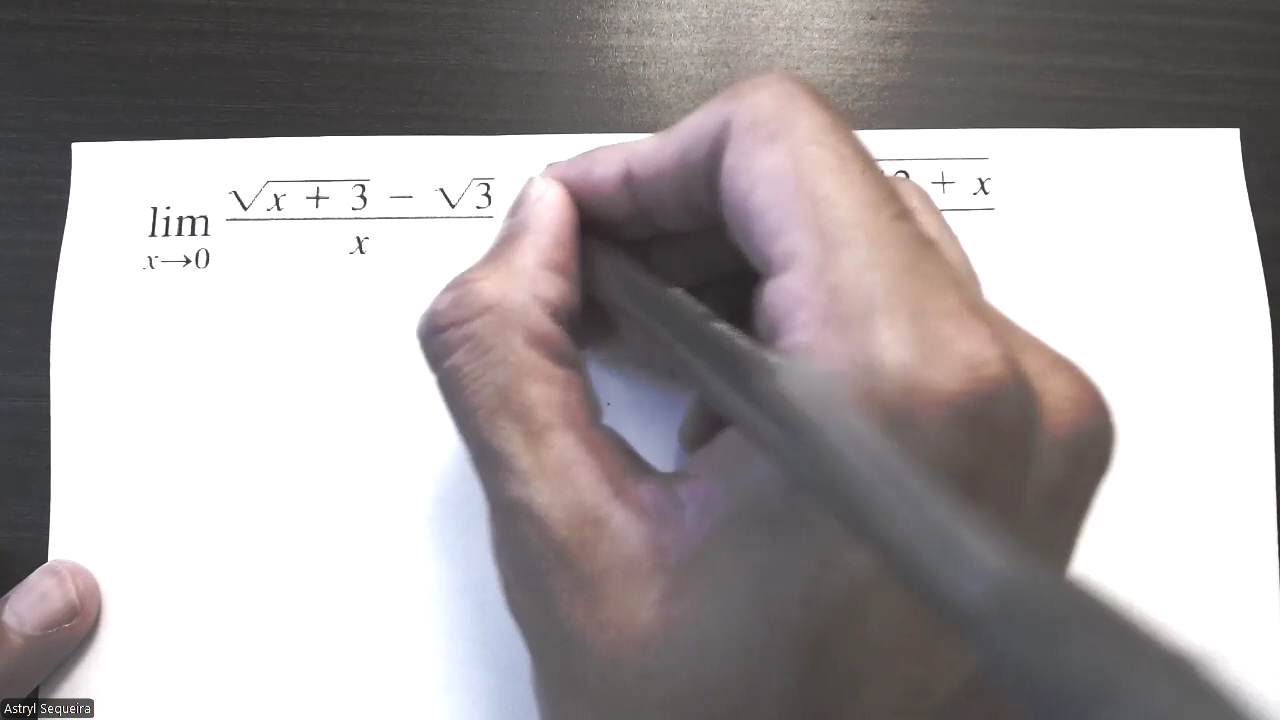 lim x→0 (√(x + 3) − √3)/x
+ x
Astryl Sequeira